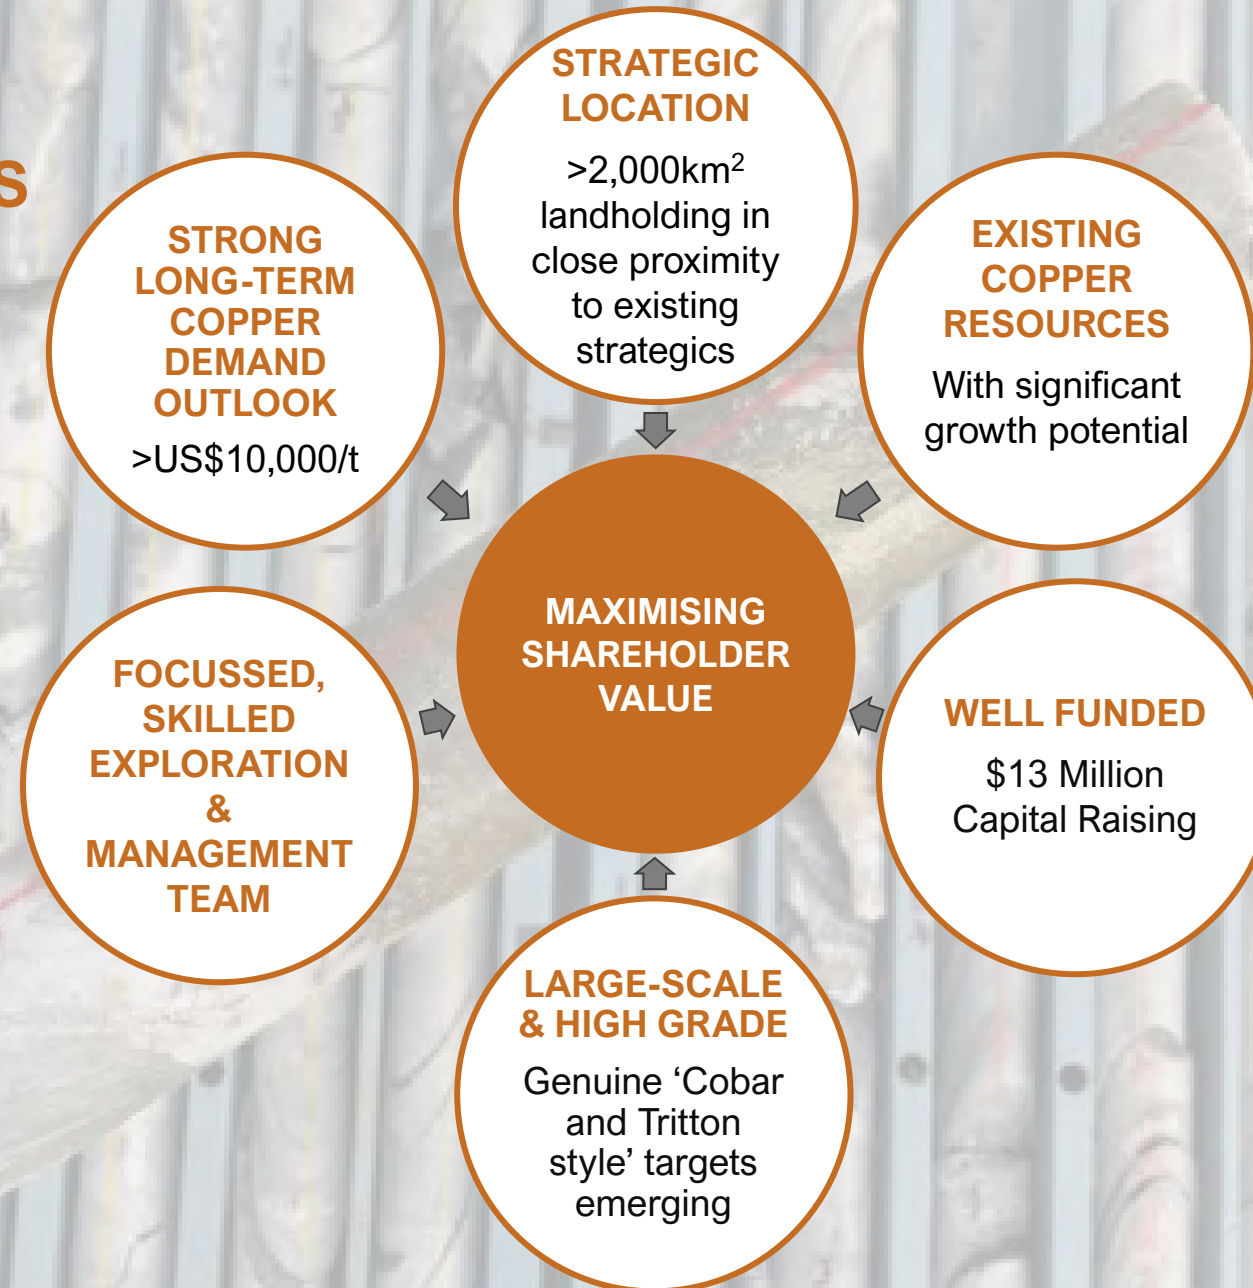 S
STRATEGIC
LOCATION
>2,000km²
landholding in
close proximity
to existing
strategics
STRONG
LONG-TERM
COPPER
DEMAND
OUTLOOK
>US$10,000/t
EXISTING
COPPER
RESOURCES
With significant
growth potential
MAXIMISING
SHAREHOLDER
VALUE
FOCUSSED,
SKILLED
EXPLORATION
&
MANAGEMENT
TEAM
WELL FUNDED
$13 Million
Capital Raising
LARGE-SCALE
& HIGH GRADE
Genuine ‘Cobar
and Tritton
style’ targets
emerging